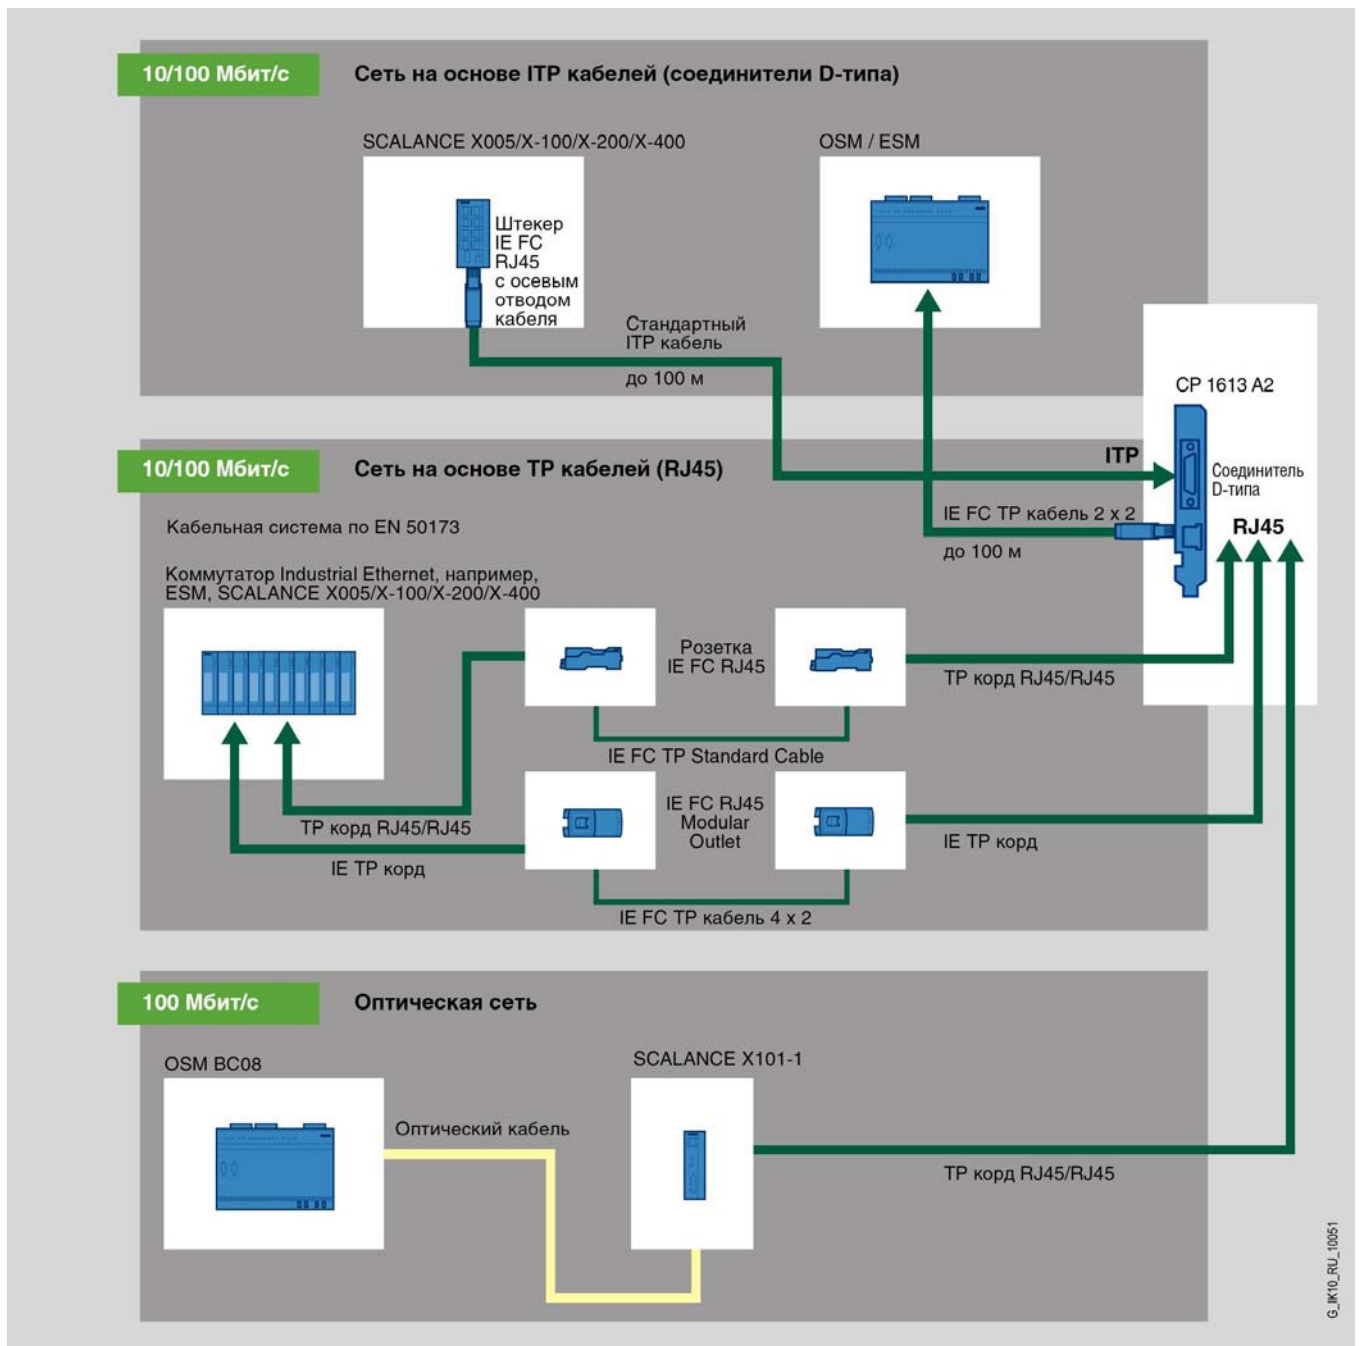 10/100 Мбит/с
Сеть на основе ITP кабелей (соединители D-типа)
SCALANCE X005/X-100/X-200/X-400
OSM / ESM
Штекер
IE FC
RJ45
с осевым
отводом
кабеля
Стандартный
ITP кабель
до 100 м
CP 1613 A2
ITP
Соединитель
D-типа
RJ45
10/100 Мбит/с
Сеть на основе TP кабелей (RJ45)
IE FC TP кабель 2 x 2
до 100 м
Кабельная система по EN 50173
Коммутатор Industrial Ethernet, например,
ESM, SCALANCE X005/X-100/X-200/X-400
Розетка
IE FC RJ45
TP корд RJ45/RJ45
IE FC TP Standard Cable
TP корд RJ45/RJ45
IE FC RJ45
Modular
Outlet
IE TP корд
IE TP корд
IE FC TP кабель 4 x 2
100 Мбит/с
Оптическая сеть
OSM BC08
SCALANCE X101-1
Оптический кабель
TP корд RJ45/RJ45
G_IK10_RU_10051